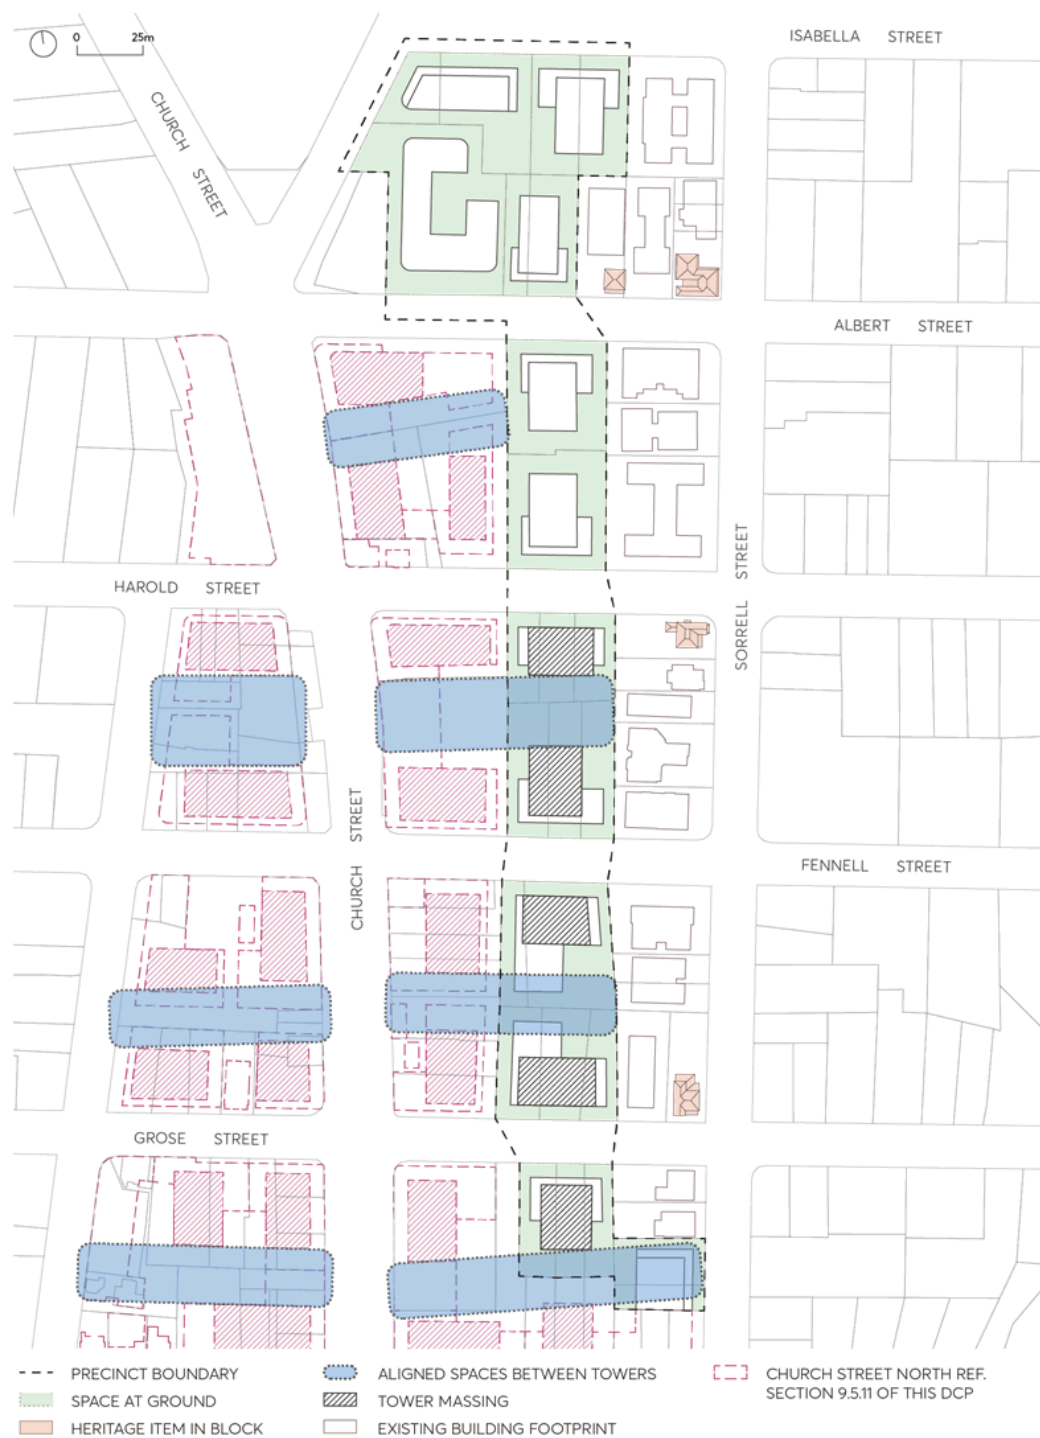 0 25m
ISABELLA STREET
CHURCH STREET
ALBERT STREET
HAROLD STREET
SORRELL STREET
CHURCH STREET
FENNELL STREET
GROSE STREET
PRECINCT BOUNDARY
SPACE AT GROUND
HERITAGE ITEM IN BLOCK
ALIGNED SPACES BETWEEN TOWERS
TOWER MASSING
EXISTING BUILDING FOOTPRINT
CHURCH STREET NORTH REF.
SECTION 9.5.11 OF THIS DCP